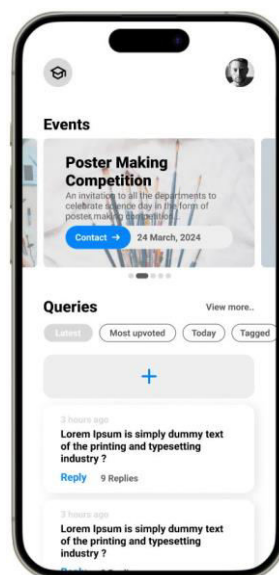 Events
Poster Making
Competition
An invitation to all the departments to
celebrate science day in the form of
poster making competition...
Contact → 24 March, 2024
Queries View more..
Latest Most upvoted Today Tagged
+
3 hours ago
Lorem Ipsum is simply dummy text
of the printing and typesetting
industry ?
Reply 9 Replies
3 hours ago
Lorem Ipsum is simply dummy text
of the printing and typesetting
industry ?
Reply 9 Replies